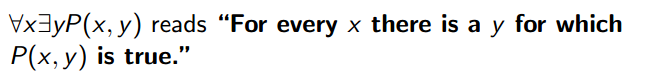 ∀x∃yP(x, y) reads “For every x there is a y for which
P(x, y) is true.”